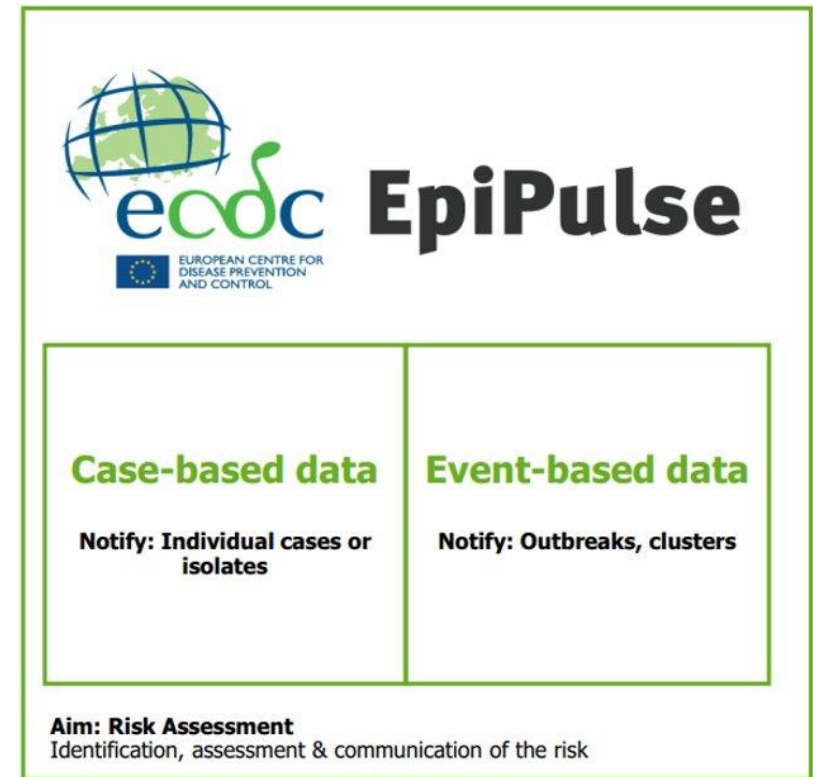 ecdc
EpiPulse
EUROPEAN CENTRE FOR
DISEASE PREVENTION
AND CONTROL
Case-based data
Notify: Individual cases or
isolates
Event-based data
Notify: Outbreaks, clusters
Aim: Risk Assessment
Identification, assessment & communication of the risk